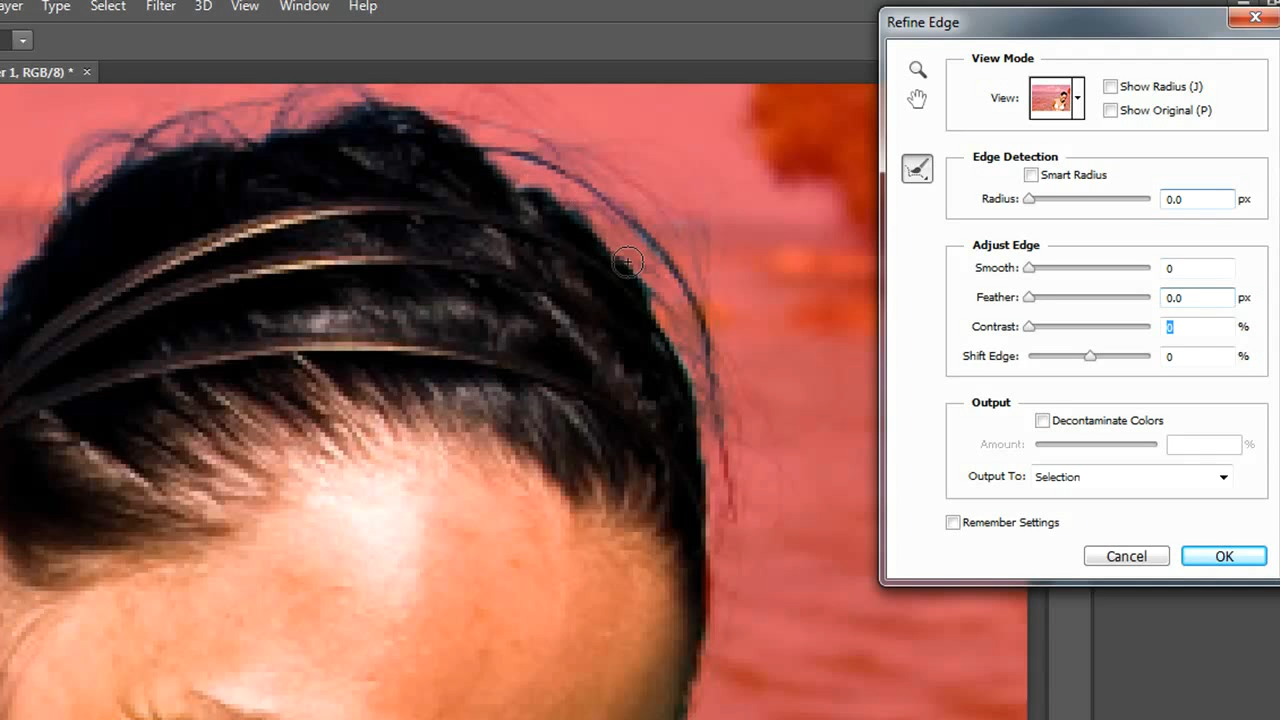 ayer Type Select Filter 3D View Window Help
er 1, RGB/8) * ×
Refine Edge
View Mode
View:
Show Radius (J)
Show Original (P)
Edge Detection
Smart Radius
Radius: 0.0 px
Adjust Edge
Smooth: 0
Feather: 0.0 px
Contrast: 0 %
Shift Edge: 0 %
Output
Decontaminate Colors
Amount: %
Output To: Selection
Remember Settings
Cancel OK